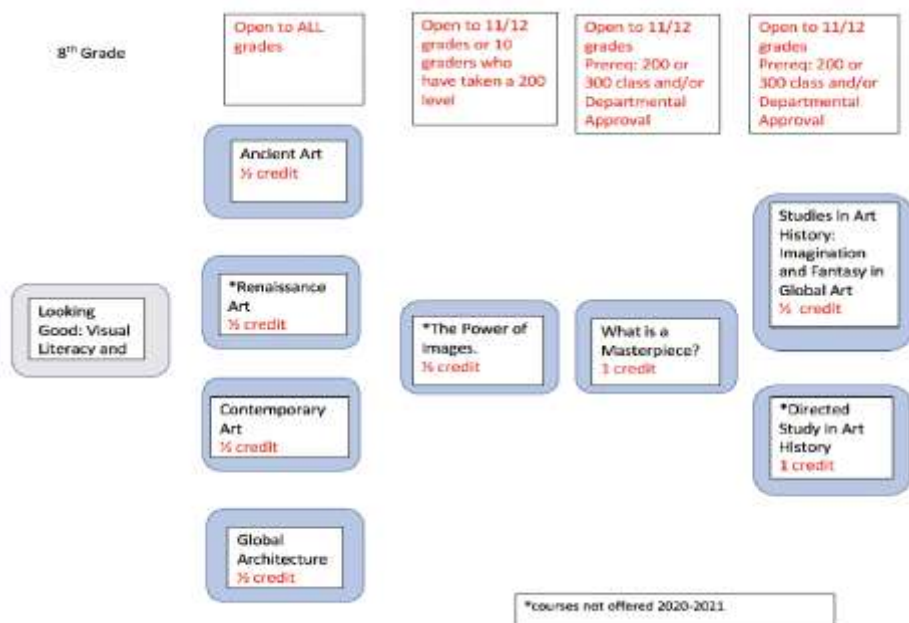 8th Grade
Open to ALL
grades
Open to 11/12
grades or 10
graders who
have taken a 200
level
Open to 11/12
grades
Prereq: 200 or
300 class and/or
Departmental
Approval
Open to 11/12
grades
Prereq: 200 or
300 class and/or
Departmental
Approval
Looking
Good: Visual
Literacy and
Ancient Art
½ credit
*Renaissance
Art
½ credit
Contemporary
Art
½ credit
Global
Architecture
½ credit
*The Power of
Images.
½ credit
What is a
Masterpiece?
1 credit
Studies in Art
History:
Imagination
and Fantasy in
Global Art
½ credit
*Directed
Study in Art
History
1 credit
*courses not offered 2020-2021